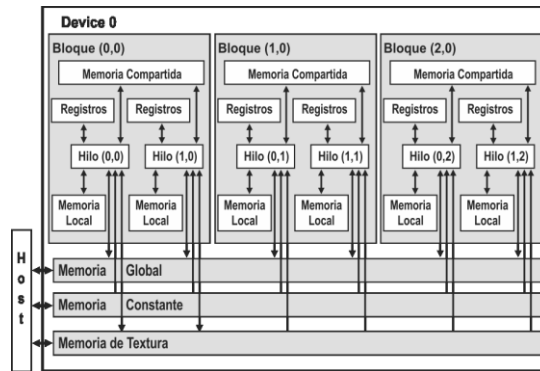 Device 0
Bloque (0,0)
Memoria Compartida
Registros
Registros
Hilo (0,0)
Hilo (1,0)
Memoria
Local
Memoria
Local
Bloque (1,0)
Memoria Compartida
Registros
Registros
Hilo (0,1)
Hilo (1,1)
Memoria
Local
Memoria
Local
Bloque (2,0)
Memoria Compartida
Registros
Registros
Hilo (0,2)
Hilo (1,2)
Memoria
Local
Memoria
Local
Host
Memoria Global
Memoria Constante
Memoria de Textura